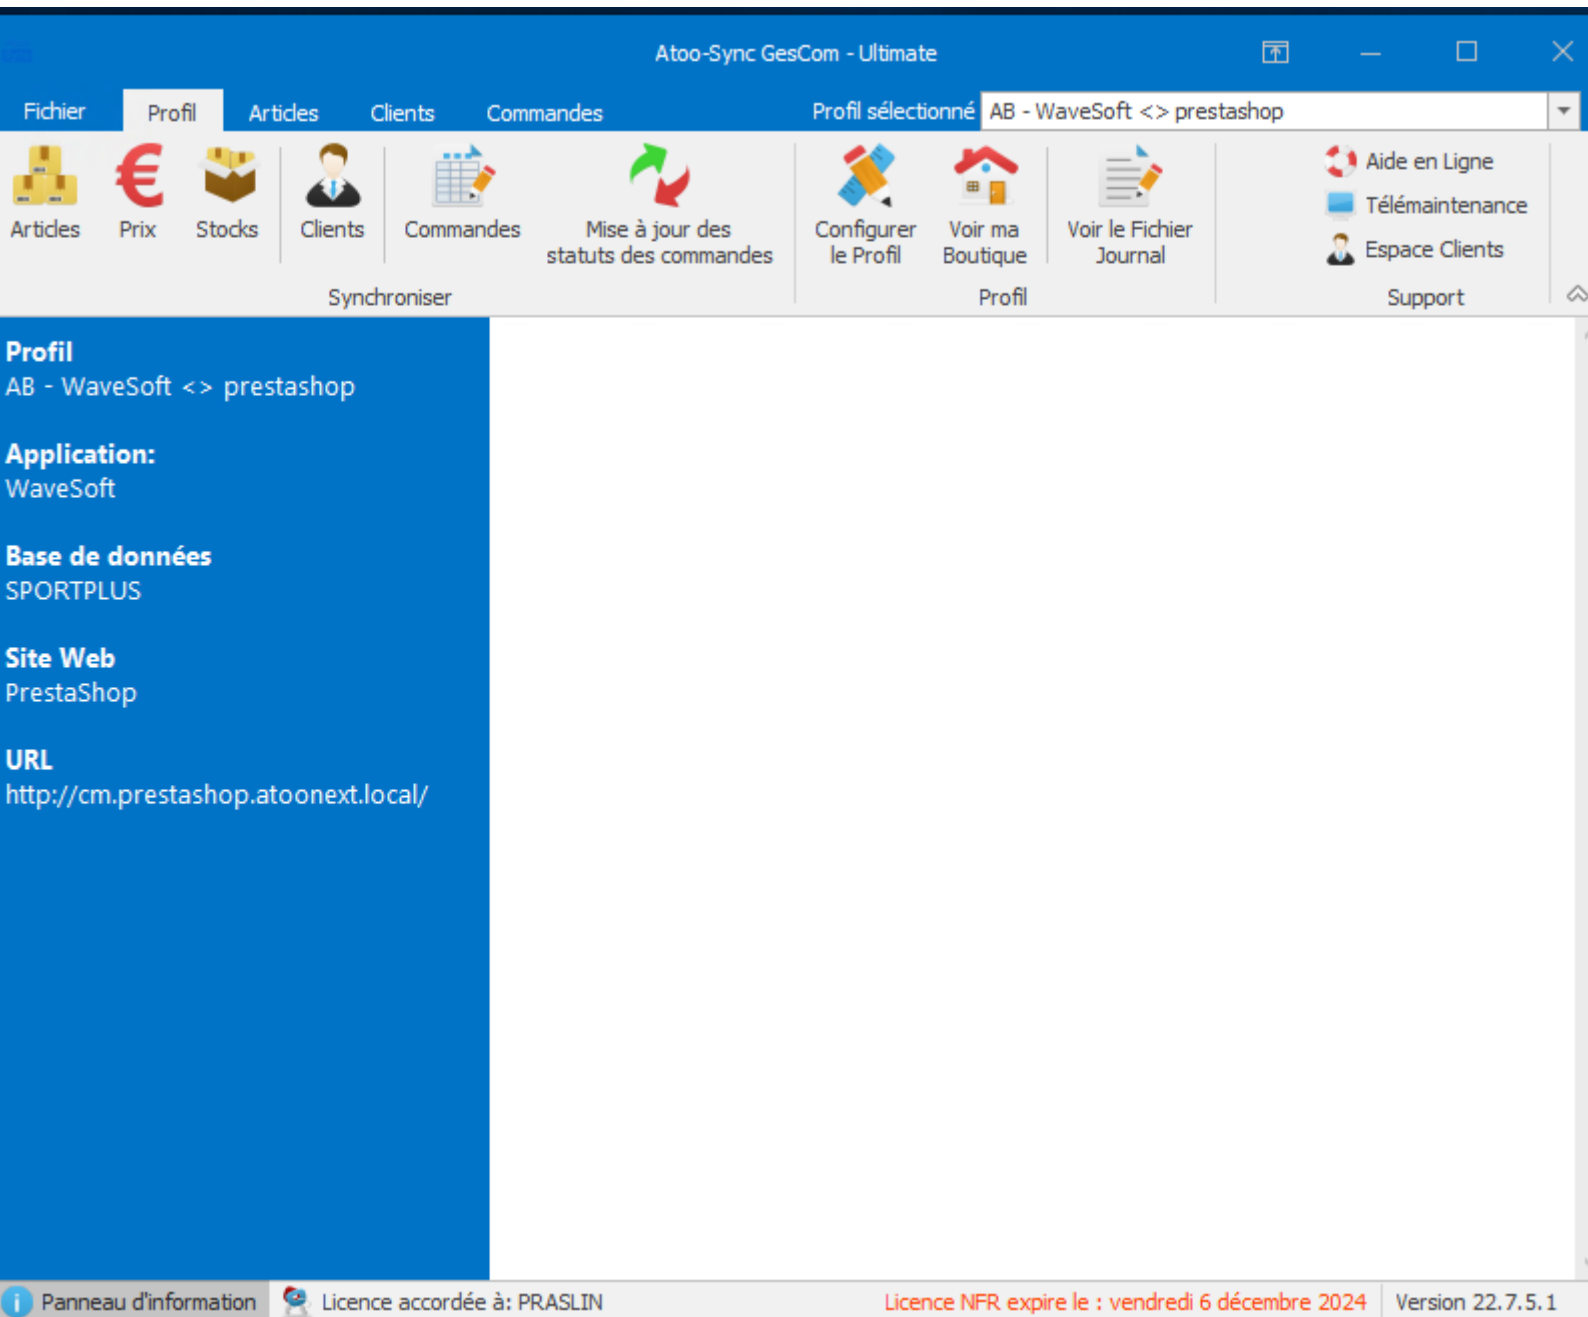 Atoo-Sync GesCom - Ultimate
Fichier Profil Articles Clients Commandes Profil sélectionné AB - WaveSoft <> prestashop
Articles Prix Stocks Clients Commandes Mise à jour des statuts des commandes Configurer le Profil Voir ma Boutique Voir le Fichier Journal
Aide en Ligne
Télémaintenance
Espace Clients
Synchroniser Profil Support
Profil
AB - WaveSoft <> prestashop
Application:
WaveSoft
Base de données
SPORTPLUS
Site Web
PrestaShop
URL
http://cm.prestashop.atoonext.local/
Panneau d'information Licence accordée à: PRASLIN Licence NFR expire le : vendredi 6 décembre 2024 Version 22.7.5.1